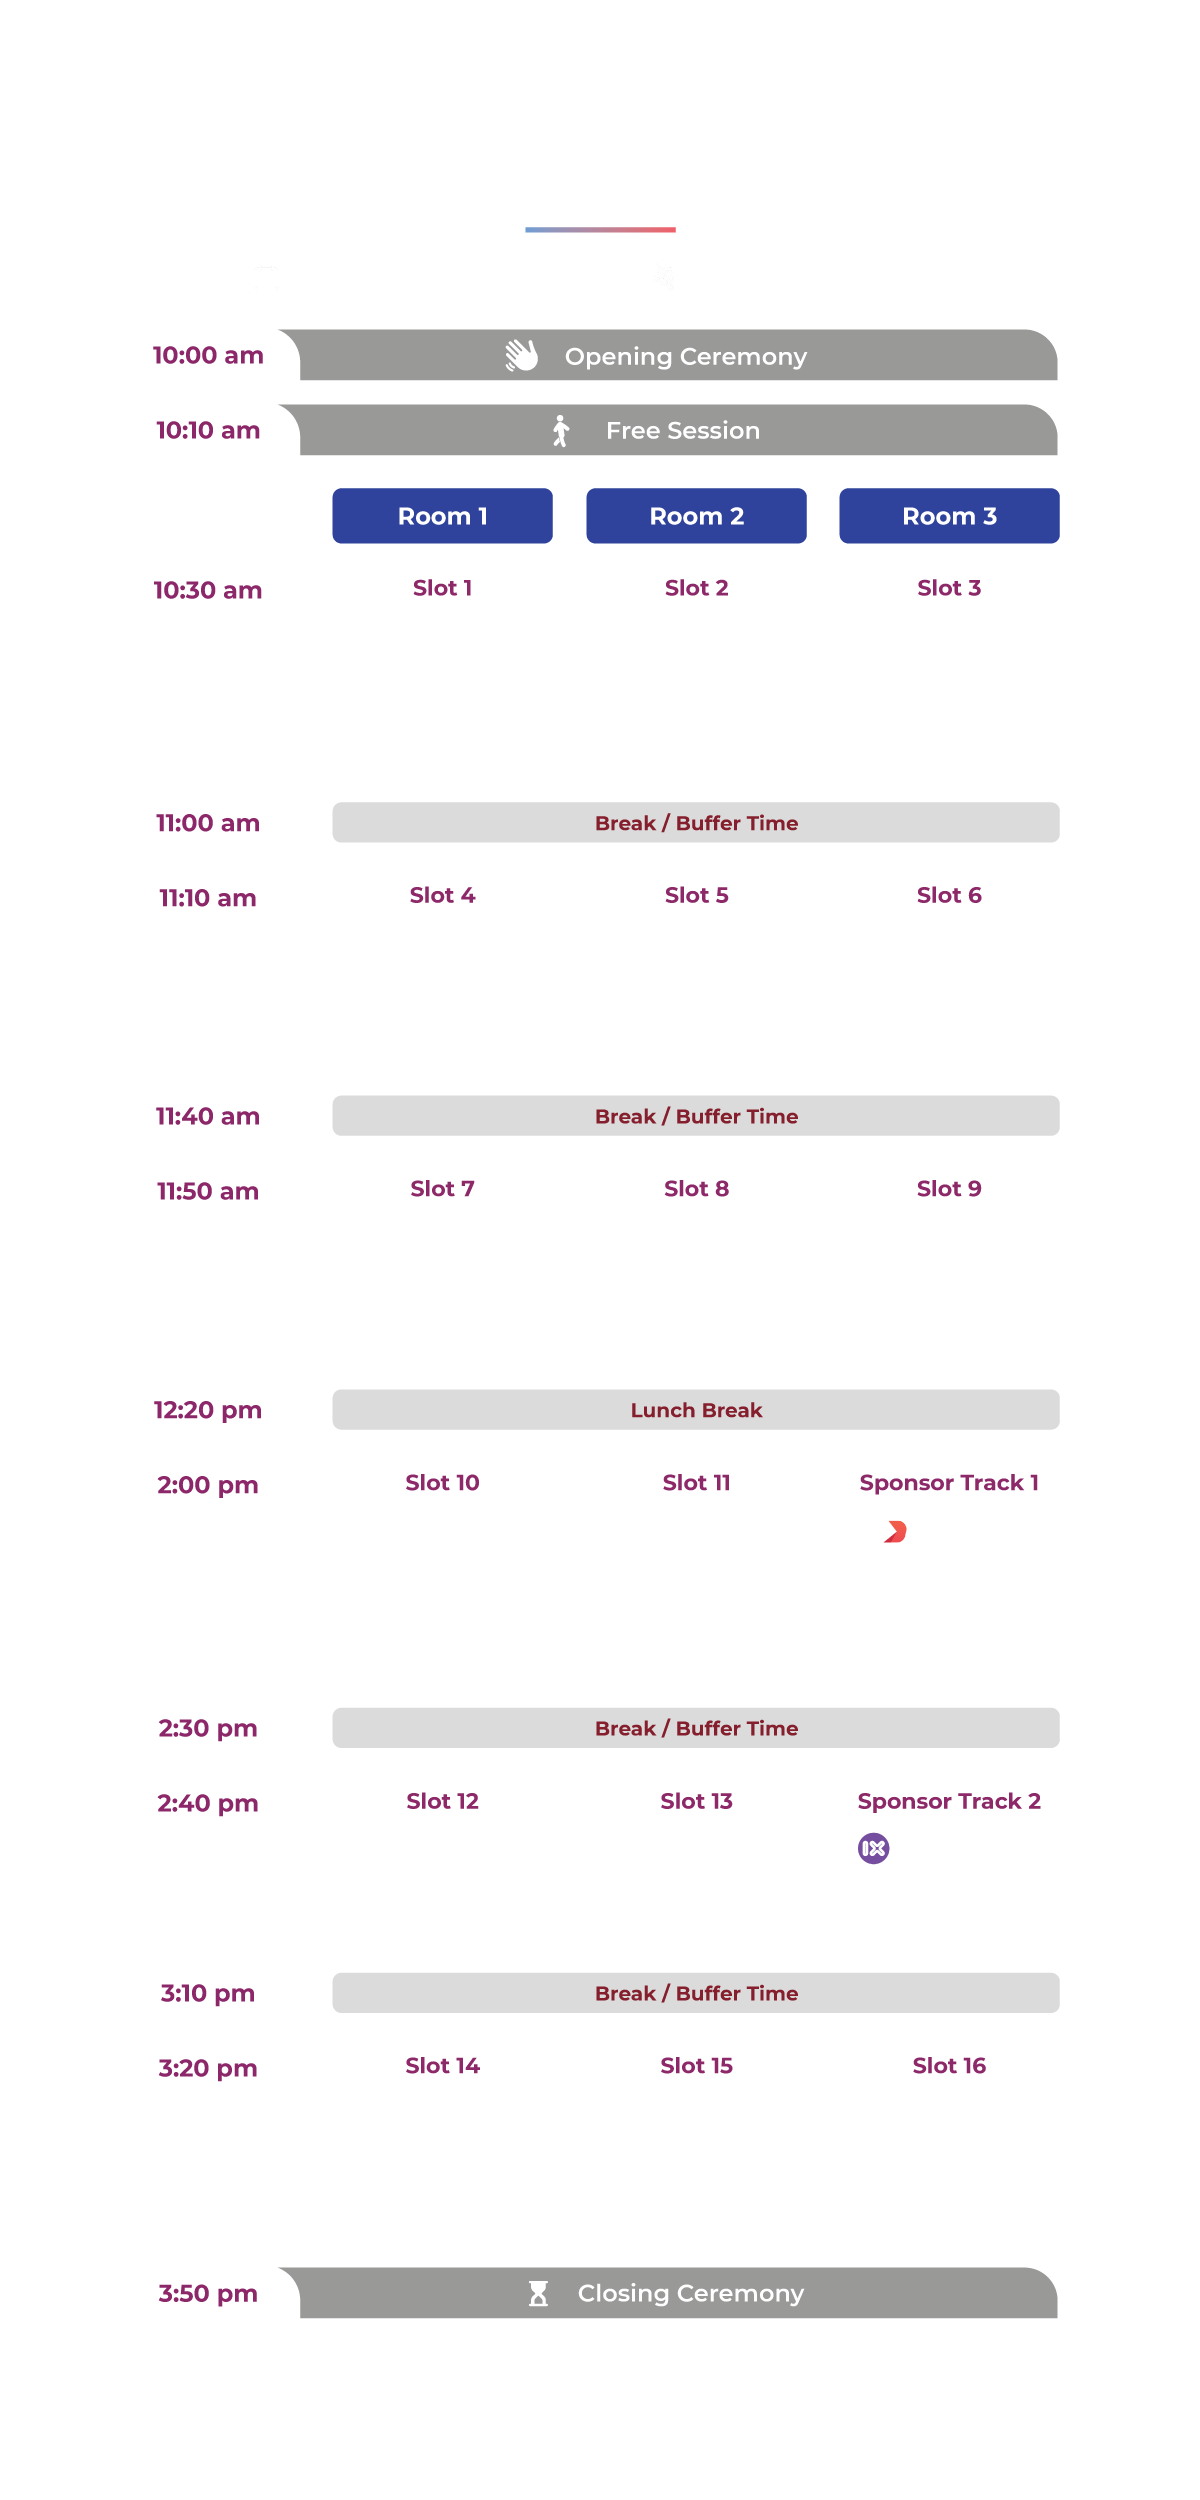 10:00 am Opening Ceremony
10:10 am Free Session
Room 1 Room 2 Room 3
10:30 am Slot 1 Slot 2 Slot 3
11:00 am Break / Buffer Time
11:10 am Slot 4 Slot 5 Slot 6
11:40 am Break / Buffer Time
11:50 am Slot 7 Slot 8 Slot 9
12:20 pm Lunch Break
2:00 pm Slot 10 Slot 11 Sponsor Track 1
2:30 pm Break / Buffer Time
2:40 pm Slot 12 Slot 13 Sponsor Track 2
IX
3:10 pm Break / Buffer Time
3:20 pm Slot 14 Slot 15 Slot 16
3:50 pm Closing Ceremony